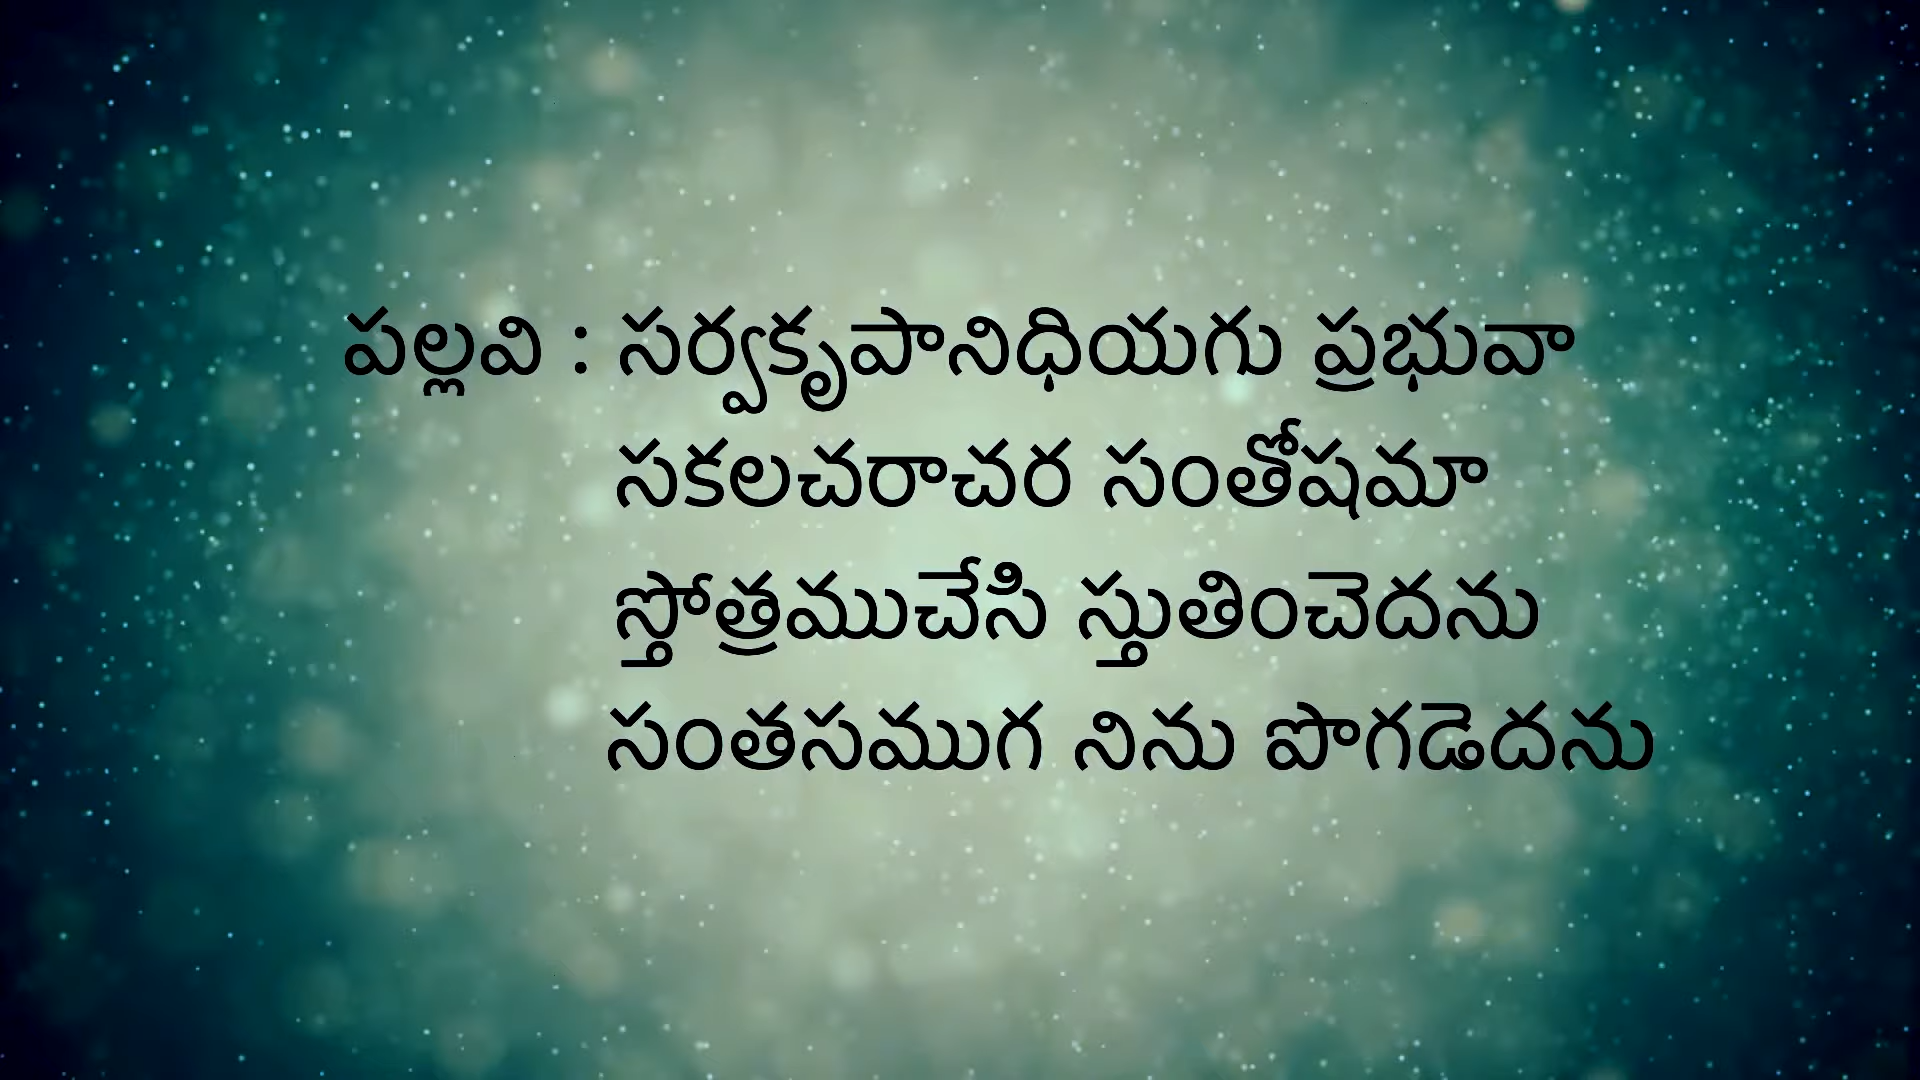 పల్లవి : సర్వకృపానిధియగు ప్రభువా
సకలచరాచర సంతోషమా
స్తోత్రముచేసి స్తుతించెదను
సంతసముగ నిను పొగడెదను